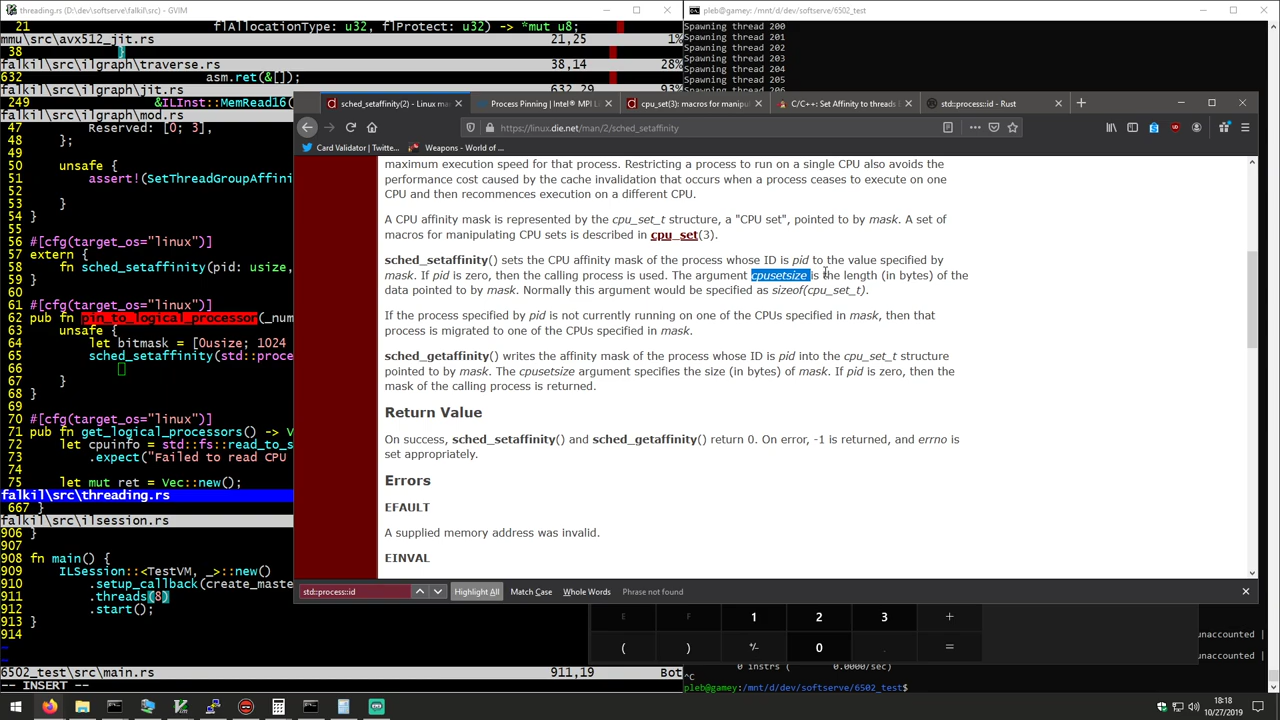 threading.rs (D:\dev\softserve\falkil\src) - GVIM
21 flAllocationType: u32, flProtect: u32) -> *mut u8;
mmu\src\avx512_jit.rs 21,25 1%
38 }
falkil\src\ilgraph\traverse.rs 38,14 28%
632 asm.ret(&[]);
falkil\src\ilgraph\jit.rs 632,29 93%
249 &ILInst::MemRead16(
falkil\src\ilgraph\mod.rs
47 Reserved: [0; 3],
48 };
49
50 unsafe {
51 assert!(SetThreadGroupAffini
52
53 }
54 }
55
56 #[cfg(target_os="linux")]
57 extern {
58 fn sched_setaffinity(pid: usize,
59 }
60
61 #[cfg(target_os="linux")]
62 pub fn pin_to_logical_processor(_num
63 unsafe {
64 let bitmask = [0usize; 1024
65 sched_setaffinity(std::proce
66
67 }
68 }
69
70 #[cfg(target_os="linux")]
71 pub fn get_logical_processors() -> V
72 let cpuinfo = std::fs::read_to_s
73 .expect("Failed to read CPU
74
75 let mut ret = Vec::new();
falkil\src\threading.rs
667 }
falkil\src\ilsession.rs
906 }
907
908 fn main() {
909 ILSession::<TestVM, _>::new()
910 .setup_callback(create_maste
911 .threads(8)
912 .start();
913 }
914
~
~
6502_test\src\main.rs 911,19 Bot
-- INSERT --
pleb@gamey: /mnt/d/dev/softserve/6502_test
Spawning thread 200
Spawning thread 201
Spawning thread 202
Spawning thread 203
Spawning thread 204
Spawning thread 205
Spawning thread 206
sched_setaffinity(2) - Linux ma
Process Pinning | Intel® MPI Li
cpu_set(3): macros for manipul
C/C++: Set Affinity to threads
std::process::id - Rust
https://linux.die.net/man/2/sched_setaffinity
Card Validator | Twitte...
Weapons - World of ...
maximum execution speed for that process. Restricting a process to run on a single CPU also avoids the
performance cost caused by the cache invalidation that occurs when a process ceases to execute on one
CPU and then recommences execution on a different CPU.
A CPU affinity mask is represented by the cpu_set_t structure, a "CPU set", pointed to by mask. A set of
macros for manipulating CPU sets is described in cpu_set(3).
sched_setaffinity() sets the CPU affinity mask of the process whose ID is pid to the value specified by
mask. If pid is zero, then the calling process is used. The argument cpusetsize is the length (in bytes) of the
data pointed to by mask. Normally this argument would be specified as sizeof(cpu_set_t).
If the process specified by pid is not currently running on one of the CPUs specified in mask, then that
process is migrated to one of the CPUs specified in mask.
sched_getaffinity() writes the affinity mask of the process whose ID is pid into the cpu_set_t structure
pointed to by mask. The cpusetsize argument specifies the size (in bytes) of mask. If pid is zero, then the
mask of the calling process is returned.
Return Value
On success, sched_setaffinity() and sched_getaffinity() return 0. On error, -1 is returned, and errno is
set appropriately.
Errors
EFAULT
A supplied memory address was invalid.
EINVAL
std::process::id
Highlight All
Match Case
Whole Words
Phrase not found
E F 1 2 3 +
( ) +/- 0 . =
unaccounted |
unaccounted |
0 instrs ( 0.0000/sec)
^C
pleb@gamey:/mnt/d/dev/softserve/6502_test$
18:18
10/27/2019